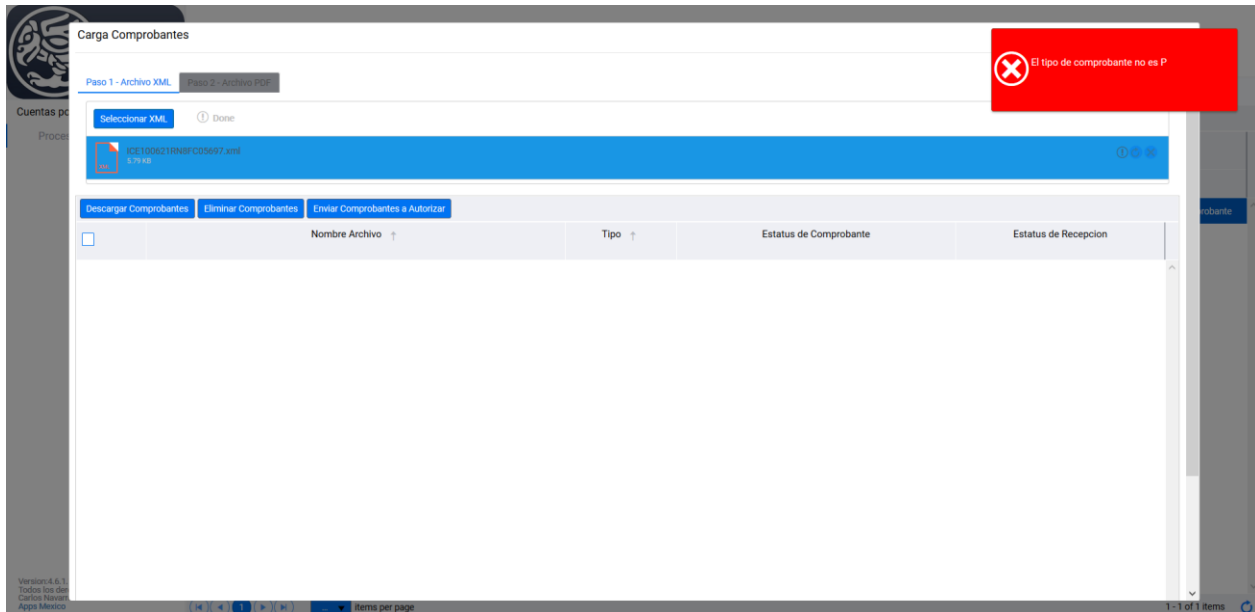 Carga Comprobantes
El tipo de comprobante no es P
Paso 1 - Archivo XML
Paso 2 - Archivo PDF
Cuentas po
Proces
Seleccionar XML
Done
ICE100621RN8FC05697.xml
5.79 KB
Descargar Comprobantes
Eliminar Comprobantes
Enviar Comprobantes a Autorizar
robante
Nombre Archivo
Tipo
Estatus de Comprobante
Estatus de Recepcion
Version:4.6.1.
Todos los der
Carlos Navarr
Apps Mexico
1
items per page
1 - 1 of 1 items